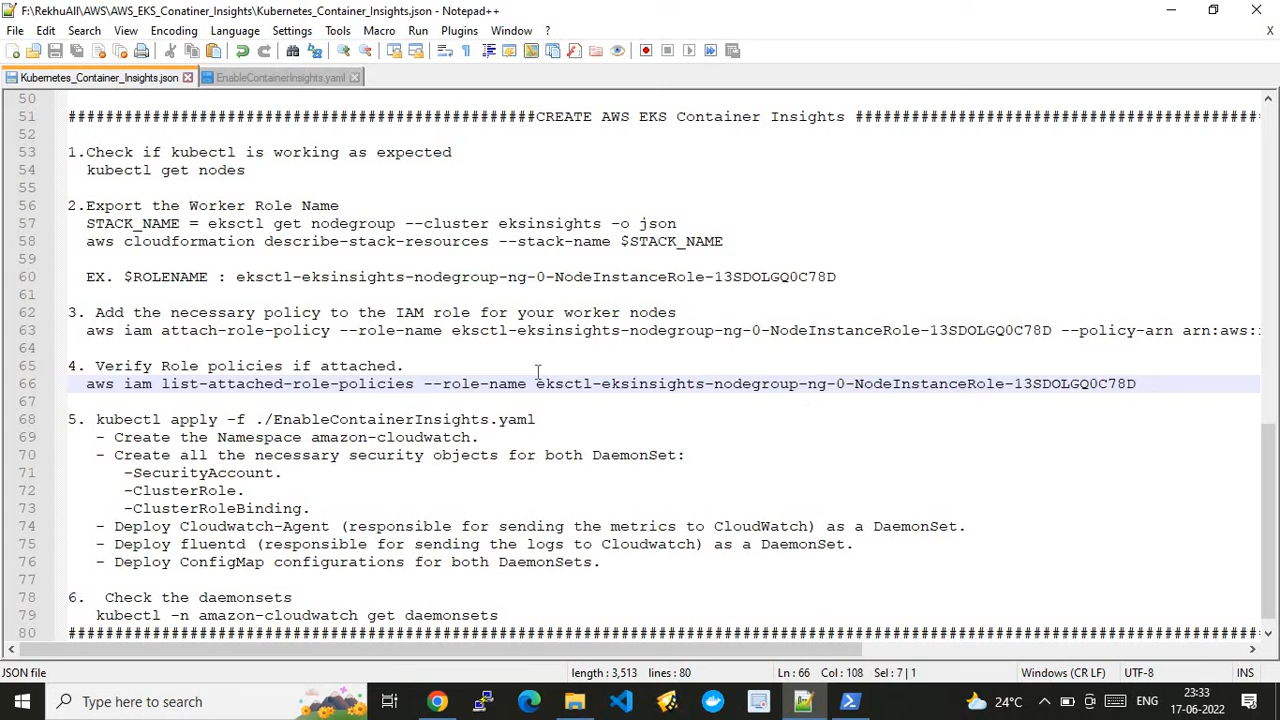 F:\RekhuAll\AWS\AWS_EKS_Conatiner_Insights\Kubernetes_Container_Insights.json - Notepad++
File Edit Search View Encoding Language Settings Tools Macro Run Plugins Window ?
X
Kubernetes_Container_Insights.json EnableContainerInsights.yaml
50
51 ##################################################CREATE AWS EKS Container Insights ###########################################
52
53 1.Check if kubectl is working as expected
54 kubectl get nodes
55
56 2.Export the Worker Role Name
57 STACK_NAME = eksctl get nodegroup --cluster eksinsights -o json
58 aws cloudformation describe-stack-resources --stack-name $STACK_NAME
59
60 EX. $ROLENAME : eksctl-eksinsights-nodegroup-ng-0-NodeInstanceRole-13SDOLGQ0C78D
61
62 3. Add the necessary policy to the IAM role for your worker nodes
63 aws iam attach-role-policy --role-name eksctl-eksinsights-nodegroup-ng-0-NodeInstanceRole-13SDOLGQ0C78D --policy-arn arn:aws:
64
65 4. Verify Role policies if attached.
66 aws iam list-attached-role-policies --role-name eksctl-eksinsights-nodegroup-ng-0-NodeInstanceRole-13SDOLGQ0C78D
67
68 5. kubectl apply -f ./EnableContainerInsights.yaml
69 - Create the Namespace amazon-cloudwatch.
70 - Create all the necessary security objects for both DaemonSet:
71 -SecurityAccount.
72 -ClusterRole.
73 -ClusterRoleBinding.
74 - Deploy Cloudwatch-Agent (responsible for sending the metrics to CloudWatch) as a DaemonSet.
75 - Deploy fluentd (responsible for sending the logs to Cloudwatch) as a DaemonSet.
76 - Deploy ConfigMap configurations for both DaemonSets.
77
78 6. Check the daemonsets
79 kubectl -n amazon-cloudwatch get daemonsets
80 ################################################################################################################################
JSON file length : 3,513 lines : 80 Ln : 66 Col : 108 Sel : 7 | 1 Windows (CR LF) UTF-8 INS
Type here to search 24°C ENG 23:33
17-06-2022